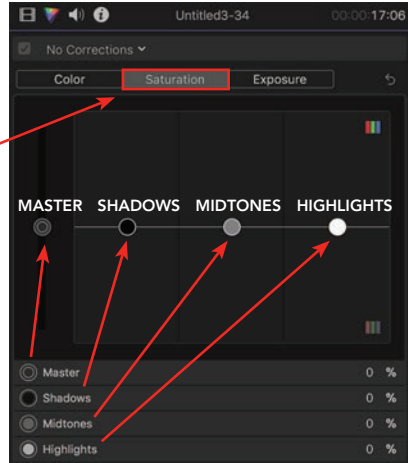 Untitled3-34 00:00:17:06
No Corrections
Color Saturation Exposure
MASTER SHADOWS MIDTONES HIGHLIGHTS
Master 0 %
Shadows 0 %
Midtones 0 %
Highlights 0 %